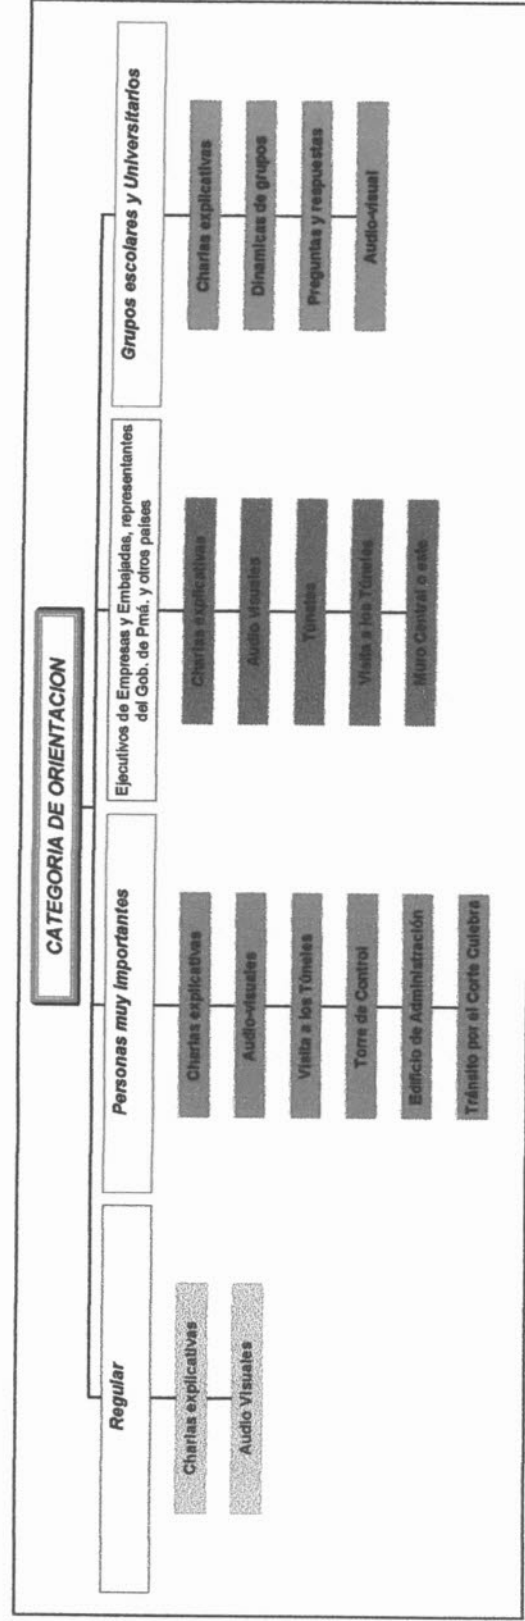 CATEGORIA DE ORIENTACION
Regular
Charlas explicativas
Audio Visuales
Personas muy Importantes
Charlas explicativas
Audio-visuales
Visita a los Túneles
Torre de Control
Edificio de Administración
Tránsito por el Corte Culebra
Ejecutivos de Empresas y Embajadas, representantes
del Gob. de Pmá. y otros países
Charlas explicativas
Audio visuales
Túneles
Visita a los Túneles
Muro Central o este
Grupos escolares y Universitarios
Charlas explicativas
Dinamicas de grupos
Preguntas y respuestas
Audio-visual